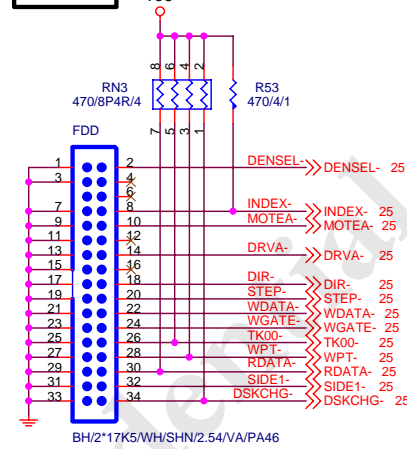 8 6 4 2
RN3
470/8P4R/4
R53
470/4/1
7 5 3 1
FDD
1 2 DENSEL- DENSEL- 25
3 4
6
7 8 INDEX- INDEX- 25
9 10 MOTEA- MOTEA- 25
11 12
13 14 DRVA- DRVA- 25
15 16
17 18 DIR- DIR- 25
19 20 STEP- STEP- 25
21 22 WDATA- WDATA- 25
23 24 WGATE- WGATE- 25
25 26 TK00- TK00- 25
27 28 WPT- WPT- 25
29 30 RDATA- RDATA- 25
31 32 SIDE1- SIDE1- 25
33 34 DSKCHG- DSKCHG- 25
BH/2*17K5/WH/SHN/2.54/VA/PA46